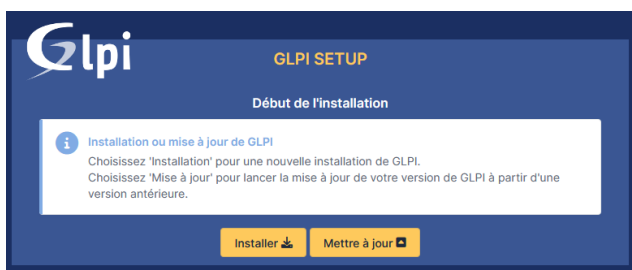 Glpi
GLPI SETUP
Début de l'installation
Installation ou mise à jour de GLPI
Choisissez 'Installation' pour une nouvelle installation de GLPI.
Choisissez 'Mise à jour' pour lancer la mise à jour de votre version de GLPI à partir d'une
version antérieure.
Installer
Mettre à jour